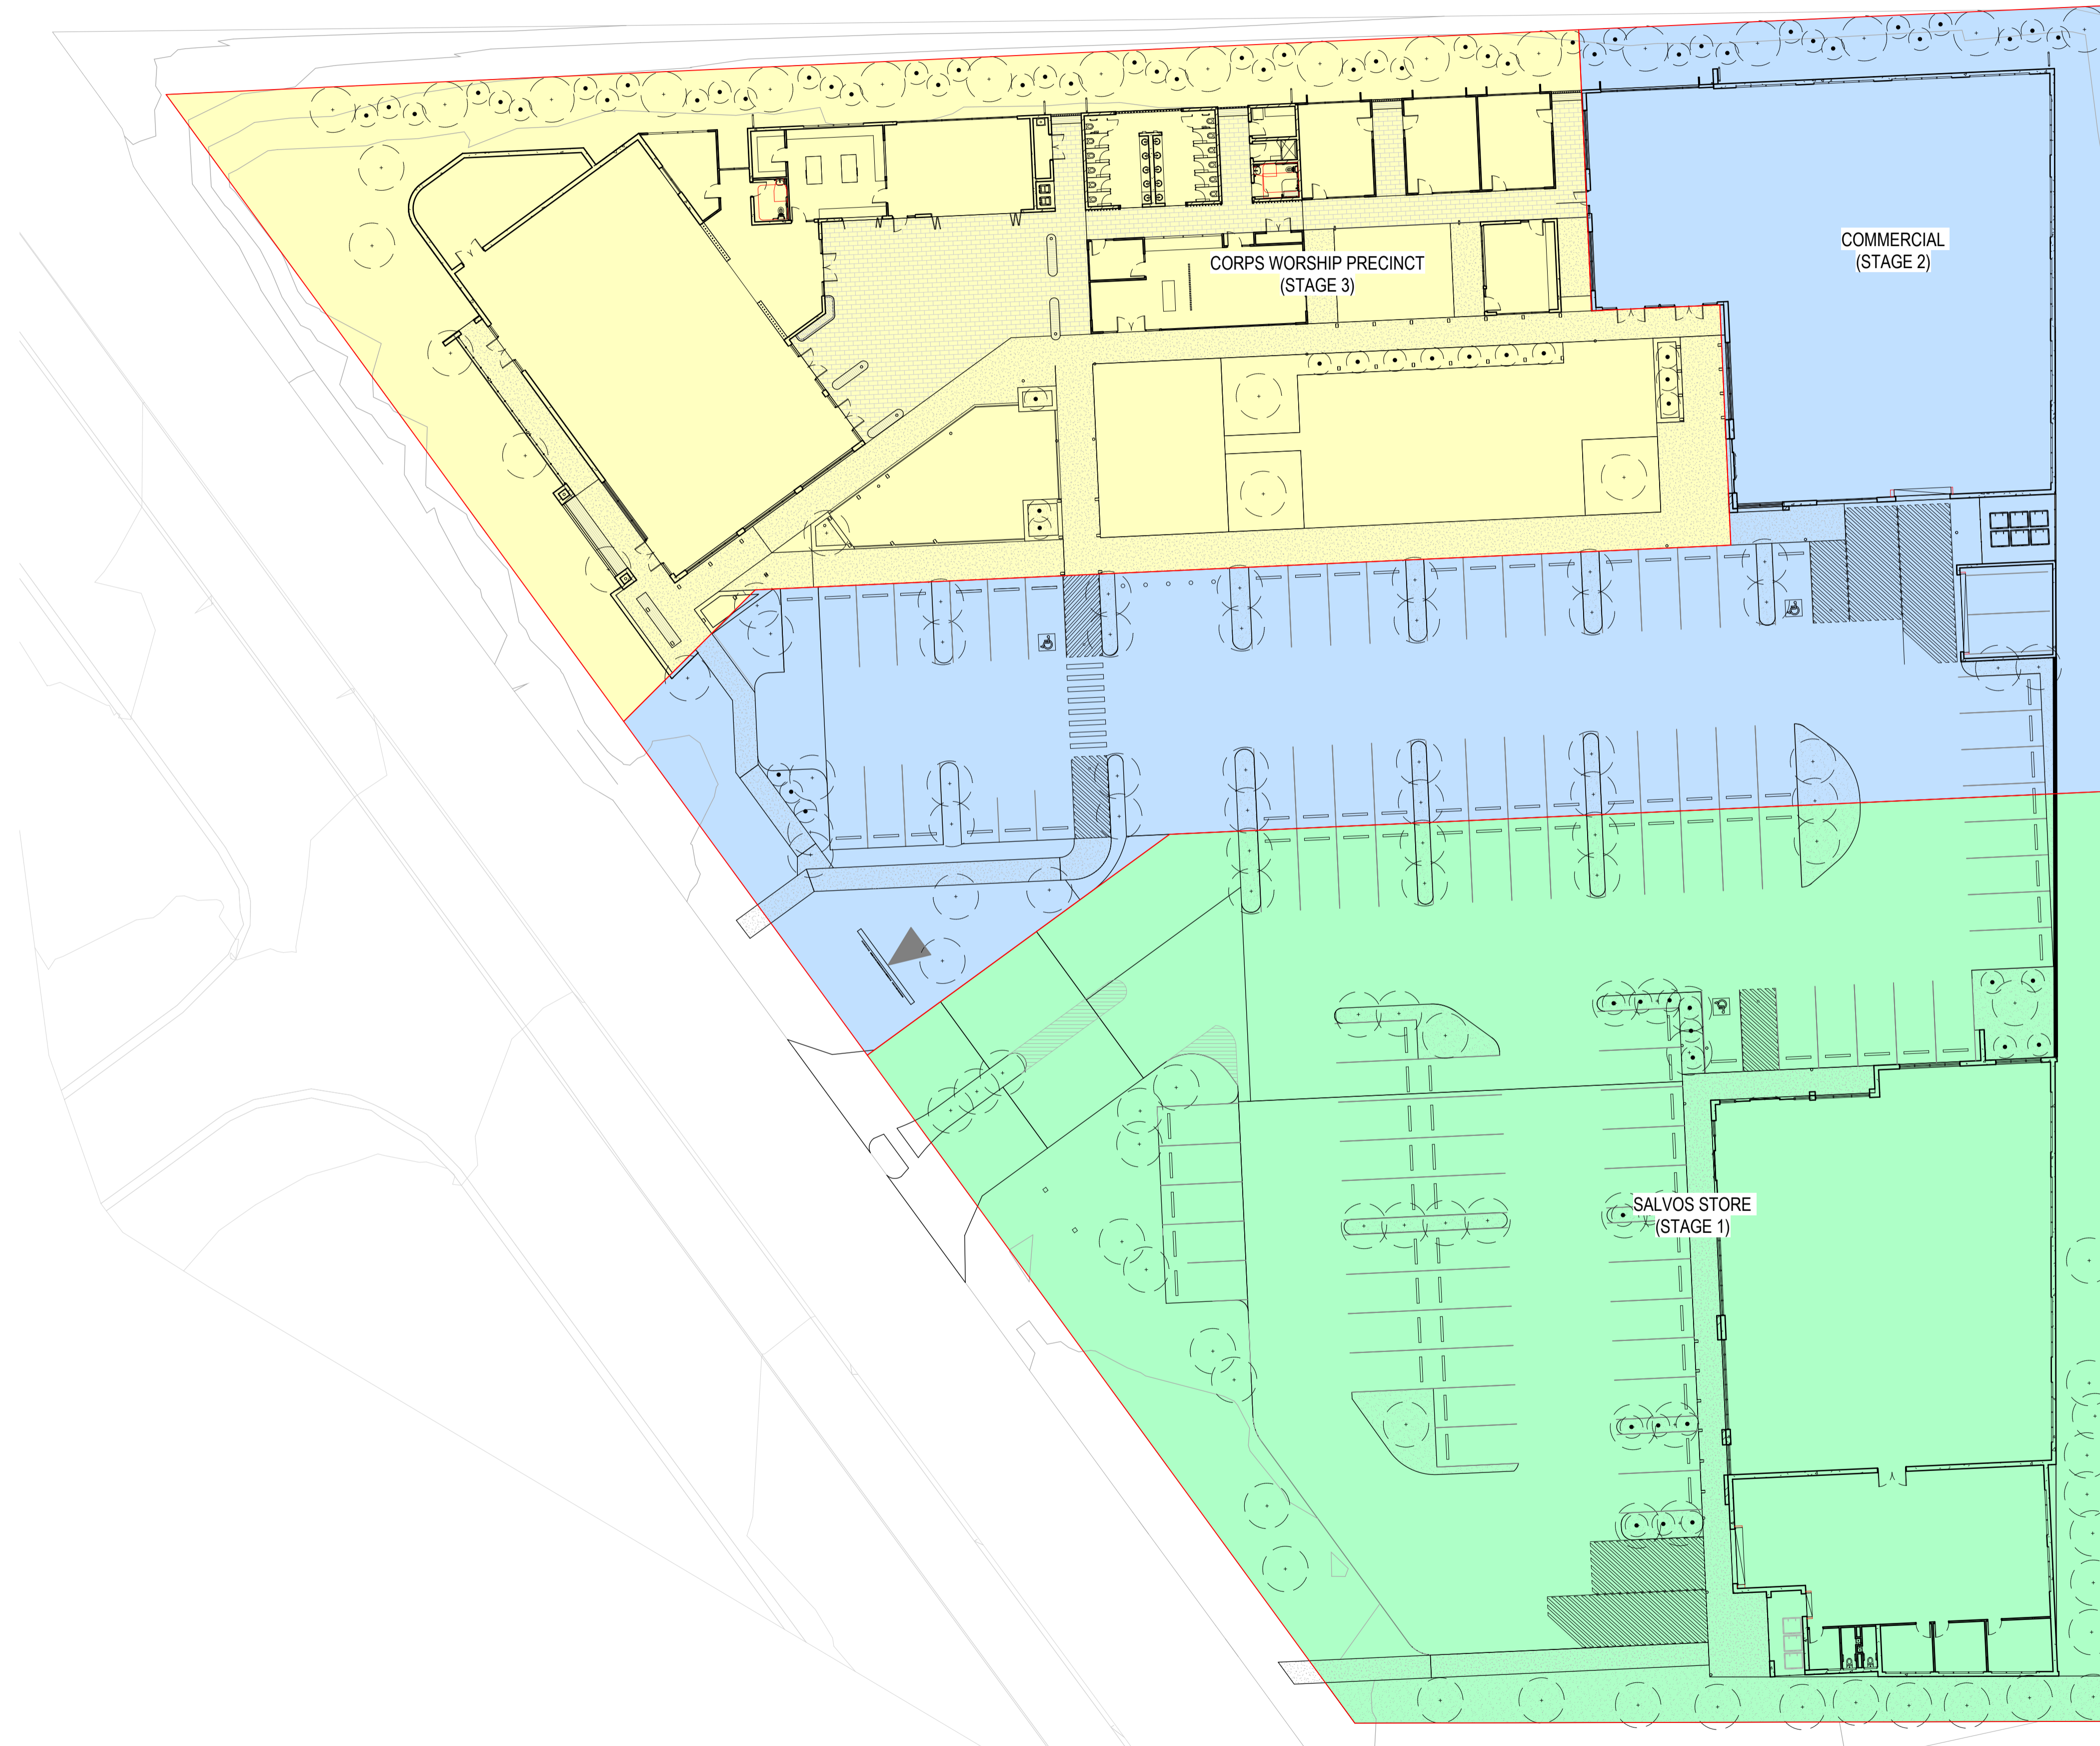 COMMERCIAL
(STAGE 2)
CORPS WORSHIP PRECINCT
(STAGE 3)
SALVOS STORE
(STAGE 1)